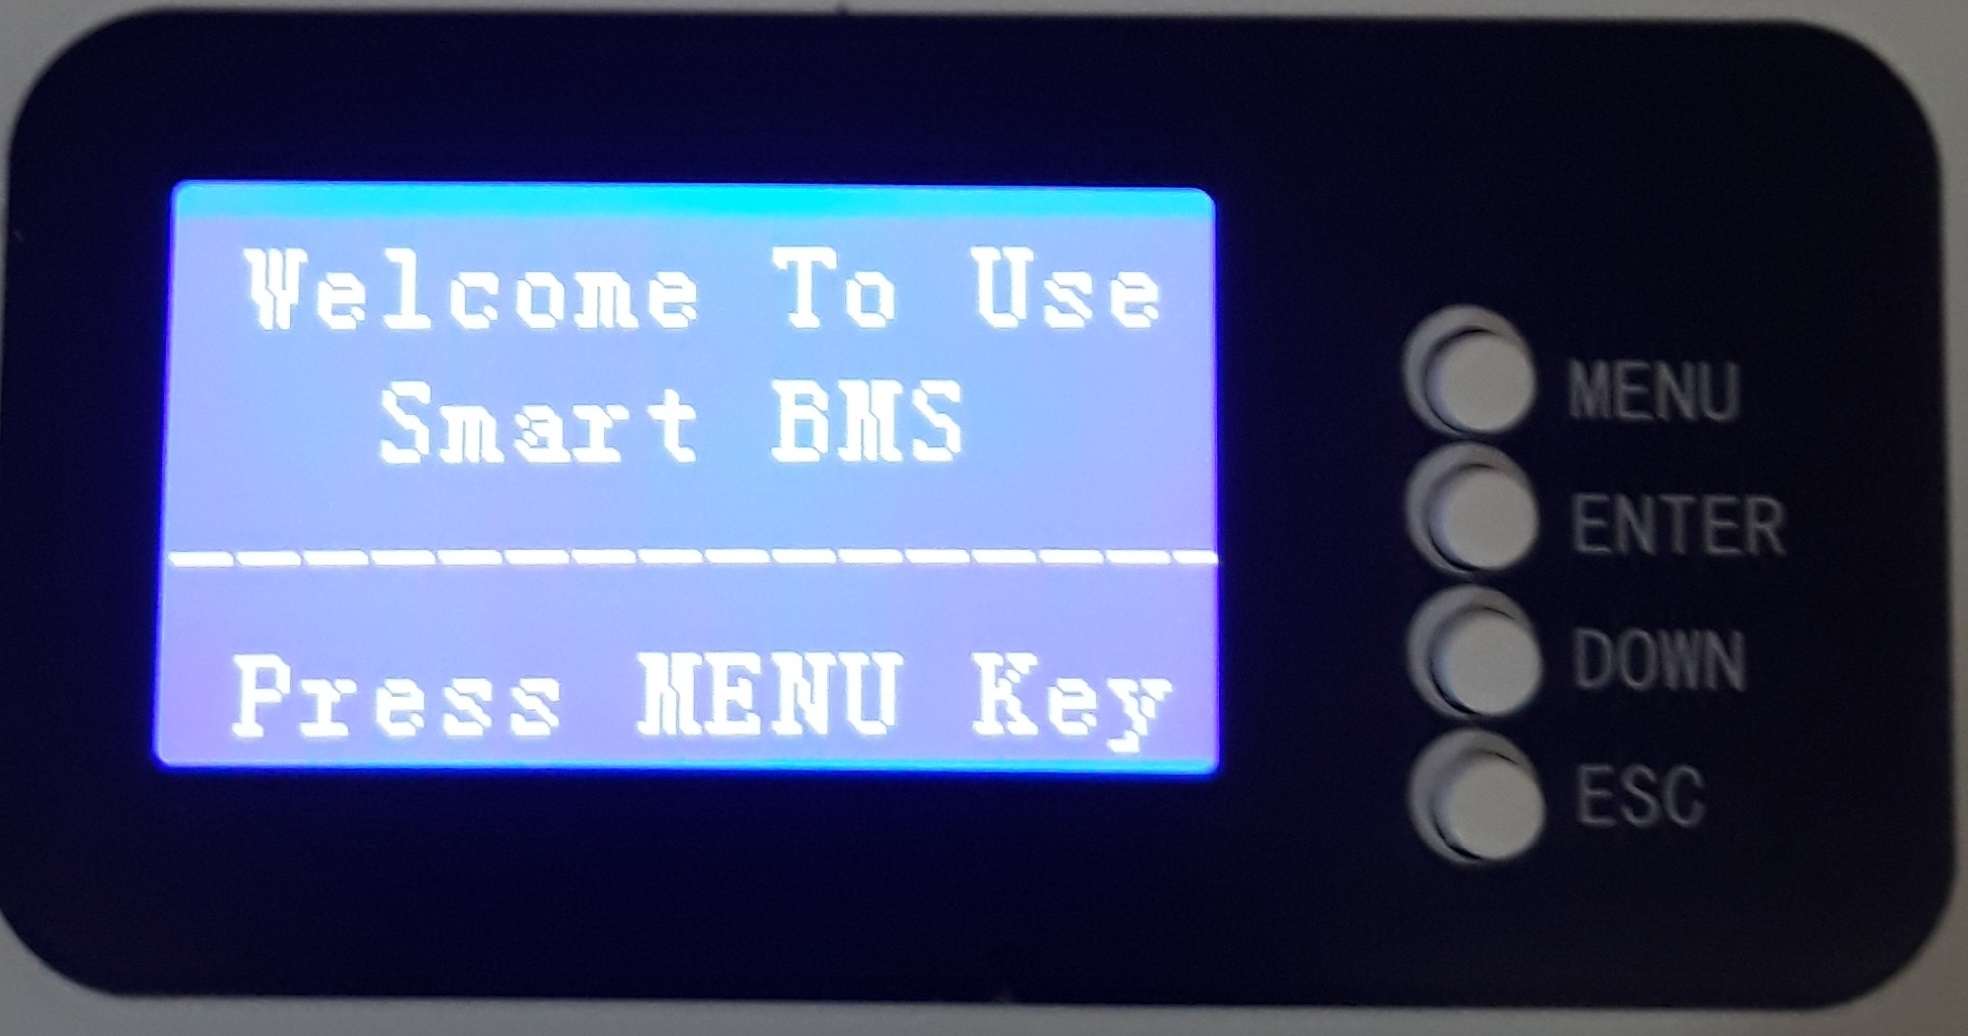 Welcome To Use
Smart BMS
----------------
Press MENU Key
MENU
ENTER
DOWN
ESC